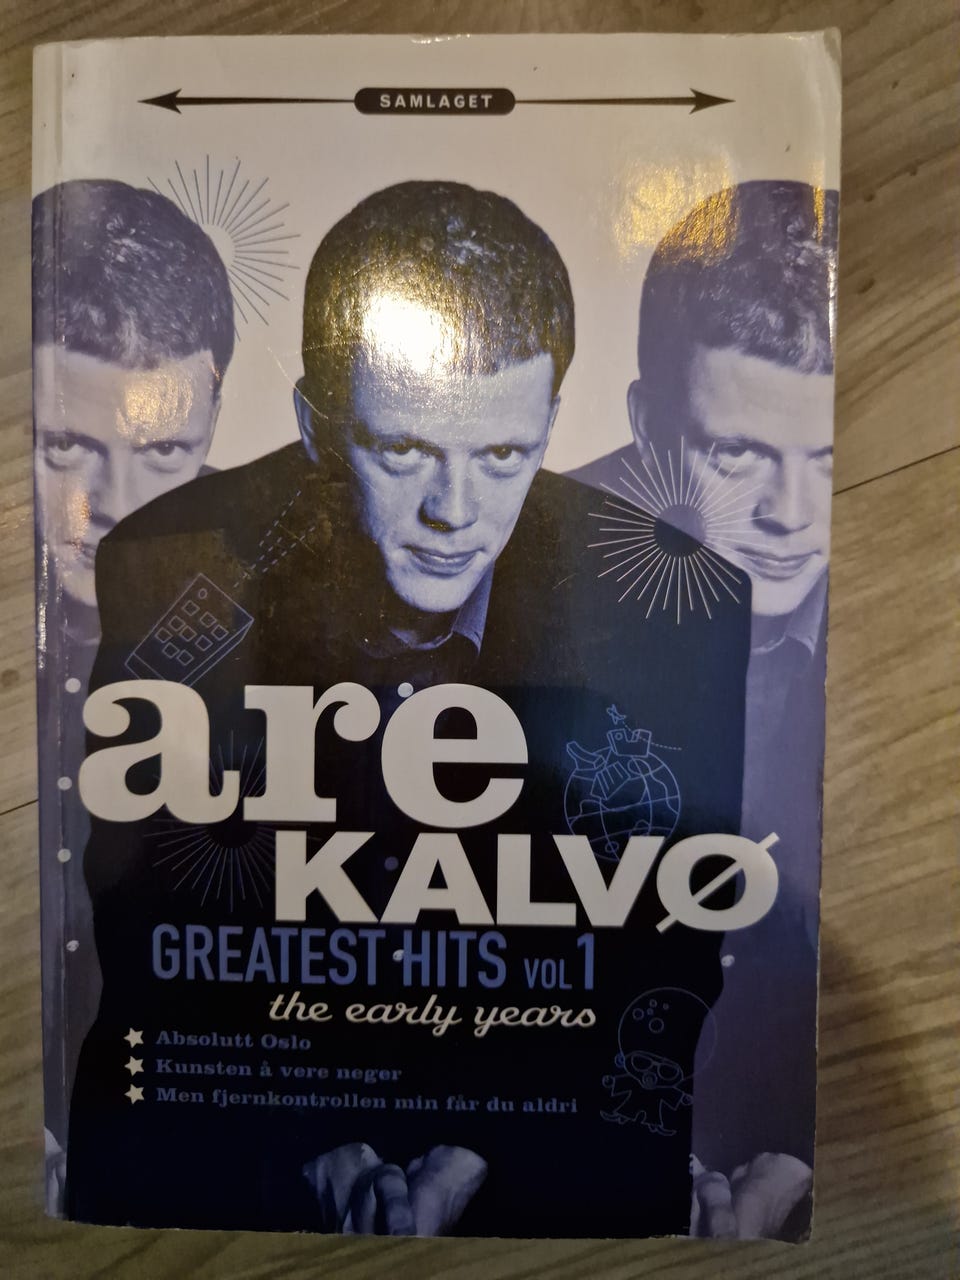 SAMLAGET
are
KALVØ
GREATEST HITS VOL 1
the early years
Absolutt Oslo
Kunsten å vere neger
Men fjernkontrollen min får du aldri